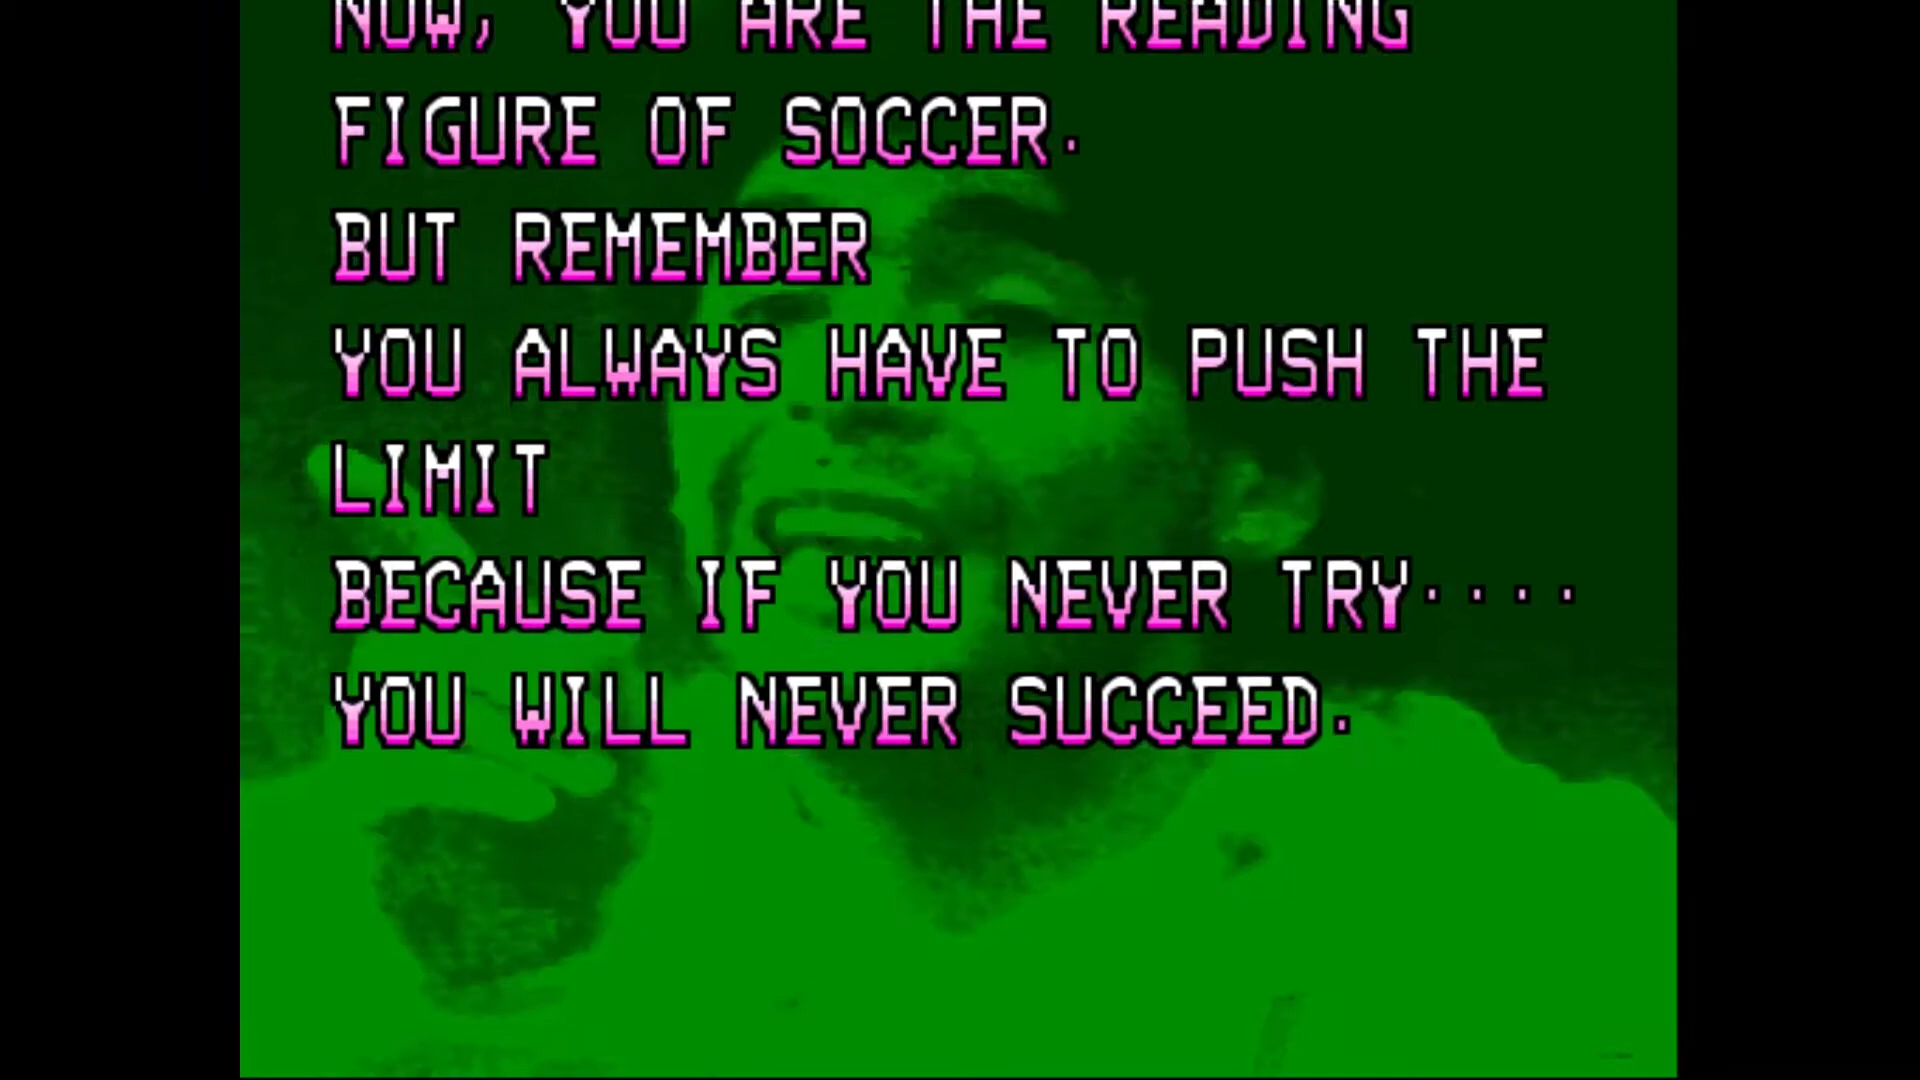 NOW, YOU ARE THE READING
FIGURE OF SOCCER.
BUT REMEMBER
YOU ALWAYS HAVE TO PUSH THE
LIMIT
BECAUSE IF YOU NEVER TRY....
YOU WILL NEVER SUCCEED.